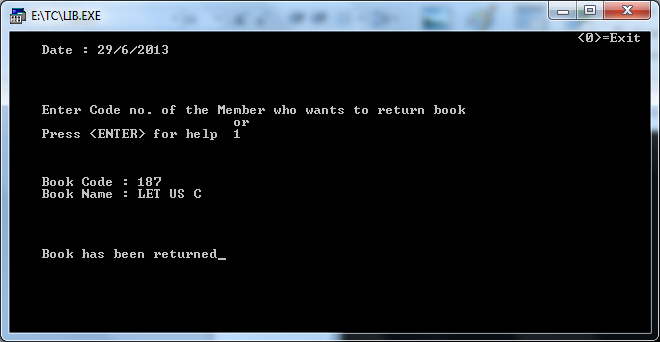 E:\TC\LIB.EXE
<0>=Exit
Date : 29/6/2013
Enter Code no. of the Member who wants to return book
or
Press <ENTER> for help 1
Book Code : 187
Book Name : LET US C
Book has been returned_